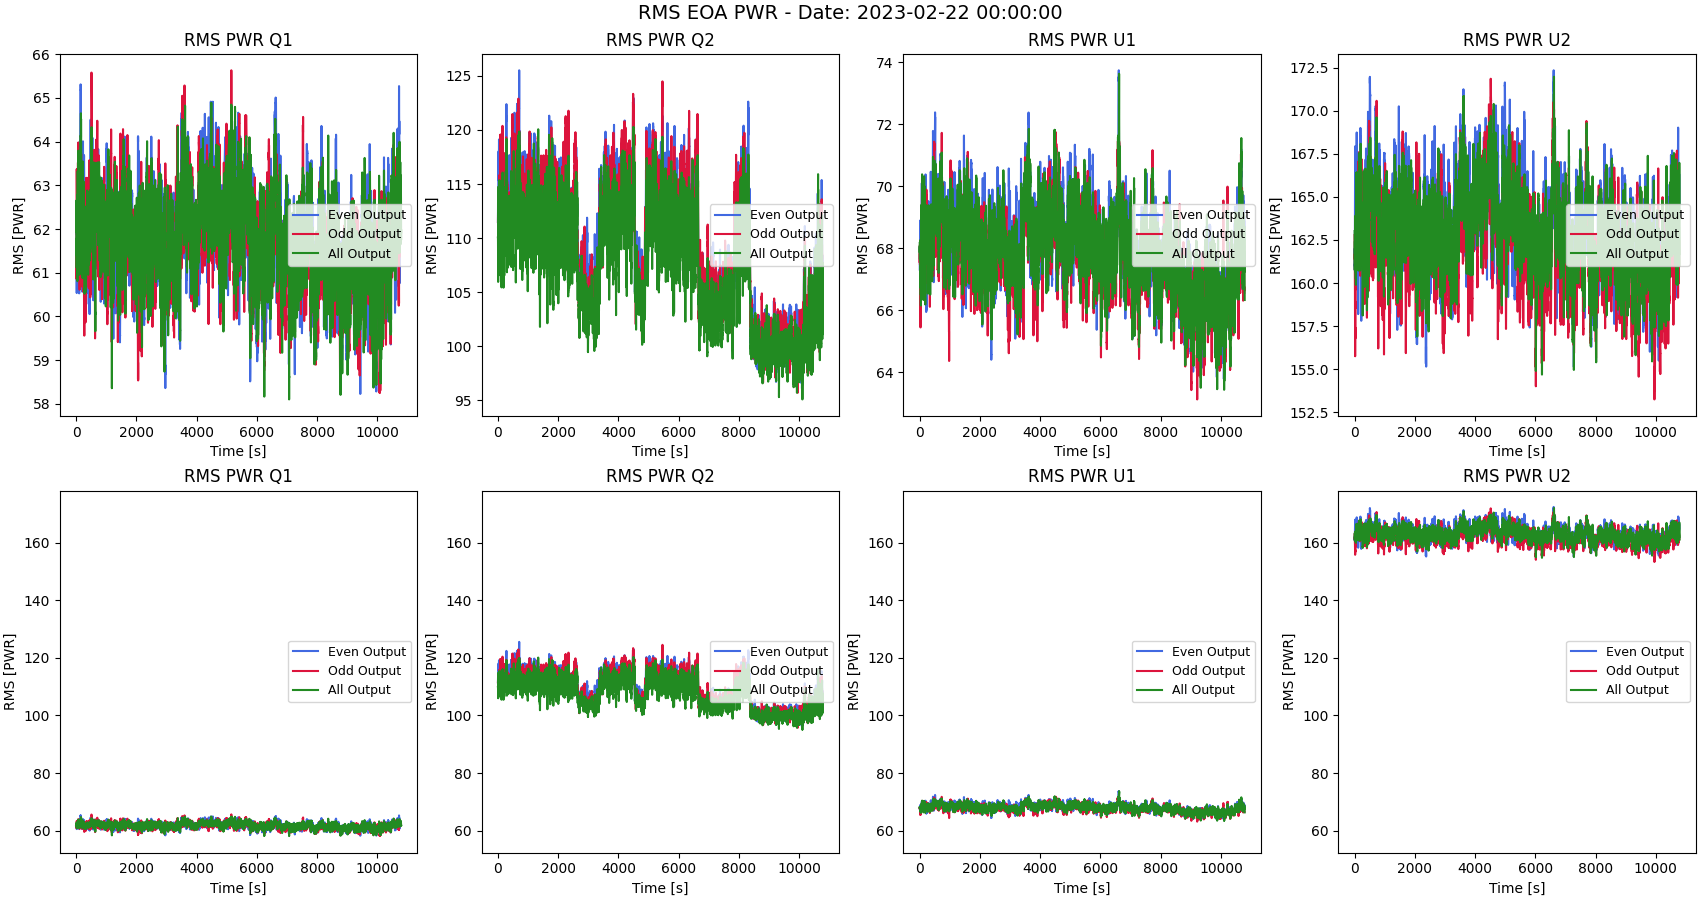 RMS EOA PWR - Date: 2023-02-22 00:00:00
RMS PWR Q1
RMS [PWR]
66
65
64
63
62
61
60
59
58
0 2000 4000 6000 8000 10000
Time [s]
Even Output
Odd Output
All Output
RMS PWR Q2
RMS [PWR]
125
120
115
110
105
100
95
0 2000 4000 6000 8000 10000
Time [s]
Even Output
Odd Output
All Output
RMS PWR U1
RMS [PWR]
74
72
70
68
66
64
0 2000 4000 6000 8000 10000
Time [s]
Even Output
Odd Output
All Output
RMS PWR U2
RMS [PWR]
172.5
170.0
167.5
165.0
162.5
160.0
157.5
155.0
152.5
0 2000 4000 6000 8000 10000
Time [s]
Even Output
Odd Output
All Output
RMS PWR Q1
RMS [PWR]
160
140
120
100
80
60
0 2000 4000 6000 8000 10000
Time [s]
Even Output
Odd Output
All Output
RMS PWR Q2
RMS [PWR]
160
140
120
100
80
60
0 2000 4000 6000 8000 10000
Time [s]
Even Output
Odd Output
All Output
RMS PWR U1
RMS [PWR]
160
140
120
100
80
60
0 2000 4000 6000 8000 10000
Time [s]
Even Output
Odd Output
All Output
RMS PWR U2
RMS [PWR]
160
140
120
100
80
60
0 2000 4000 6000 8000 10000
Time [s]
Even Output
Odd Output
All Output